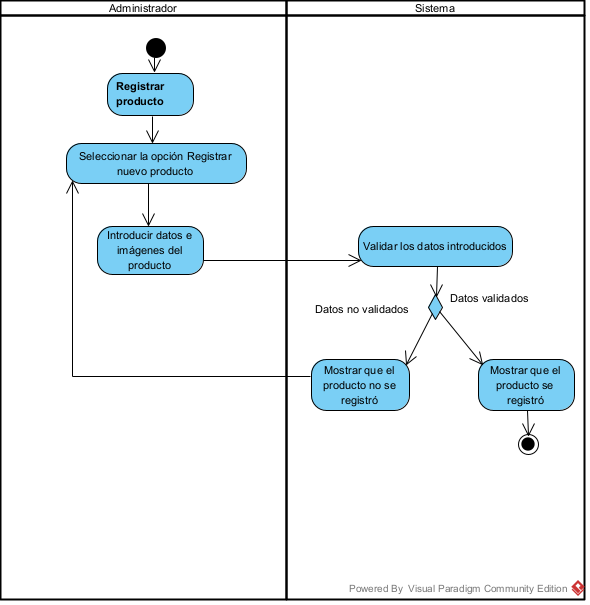 Administrador
Sistema
Registrar
producto
Seleccionar la opción Registrar
nuevo producto
Introducir datos e
imágenes del
producto
Validar los datos introducidos
Datos no validados
Datos validados
Mostrar que el
producto no se
registró
Mostrar que el
producto se
registró
Powered By Visual Paradigm Community Edition